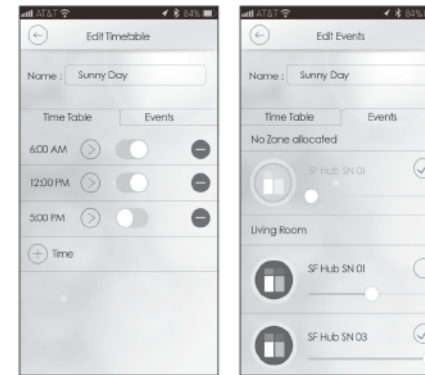 AT&T 84%
Edit Timetable
Name : Sunny Day
Time Table Events
6:00 AM
12:00 PM
5:00 PM
Time
AT&T 84%
Edit Events
Name : Sunny Day
Time Table Events
No Zone allocated
SF Hub SN 01
Living Room
SF Hub SN 01
SF Hub SN 03